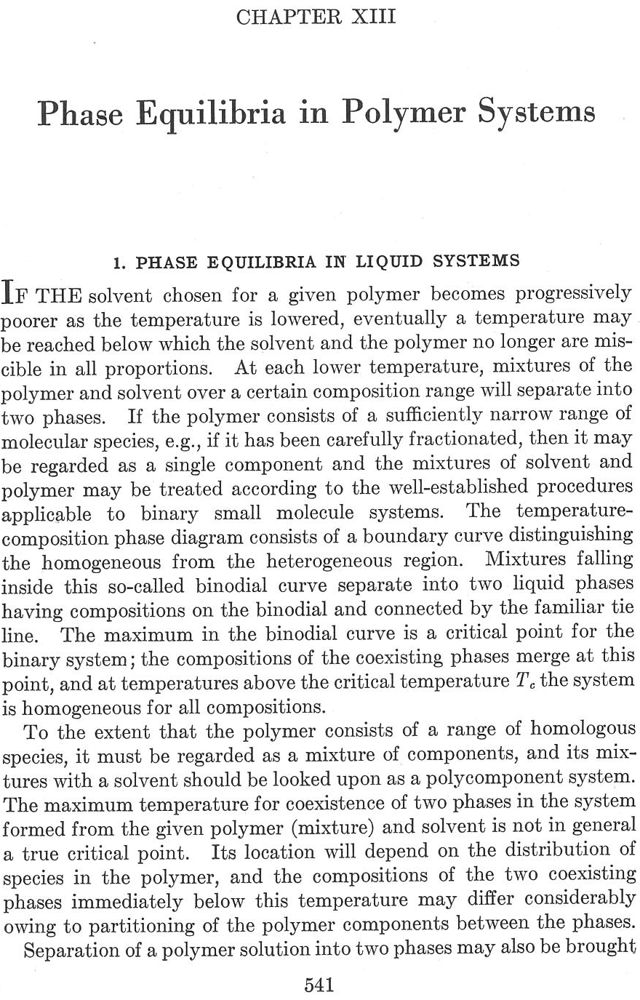 CHAPTER XIII
Phase Equilibria in Polymer Systems
1. PHASE EQUILIBRIA IN LIQUID SYSTEMS
IF THE solvent chosen for a given polymer becomes progressively
poorer as the temperature is lowered, eventually a temperature may
be reached below which the solvent and the polymer no longer are mis-
cible in all proportions. At each lower temperature, mixtures of the
polymer and solvent over a certain composition range will separate into
two phases. If the polymer consists of a sufficiently narrow range of
molecular species, e.g., if it has been carefully fractionated, then it may
be regarded as a single component and the mixtures of solvent and
polymer may be treated according to the well-established procedures
applicable to binary small molecule systems. The temperature-
composition phase diagram consists of a boundary curve distinguishing
the homogeneous from the heterogeneous region. Mixtures falling
inside this so-called binodial curve separate into two liquid phases
having compositions on the binodial and connected by the familiar tie
line. The maximum in the binodial curve is a critical point for the
binary system; the compositions of the coexisting phases merge at this
point, and at temperatures above the critical temperature Tc the system
is homogeneous for all compositions.
To the extent that the polymer consists of a range of homologous
species, it must be regarded as a mixture of components, and its mix-
tures with a solvent should be looked upon as a polycomponent system.
The maximum temperature for coexistence of two phases in the system
formed from the given polymer (mixture) and solvent is not in general
a true critical point. Its location will depend on the distribution of
species in the polymer, and the compositions of the two coexisting
phases immediately below this temperature may differ considerably
owing to partitioning of the polymer components between the phases.
Separation of a polymer solution into two phases may also be brought
541